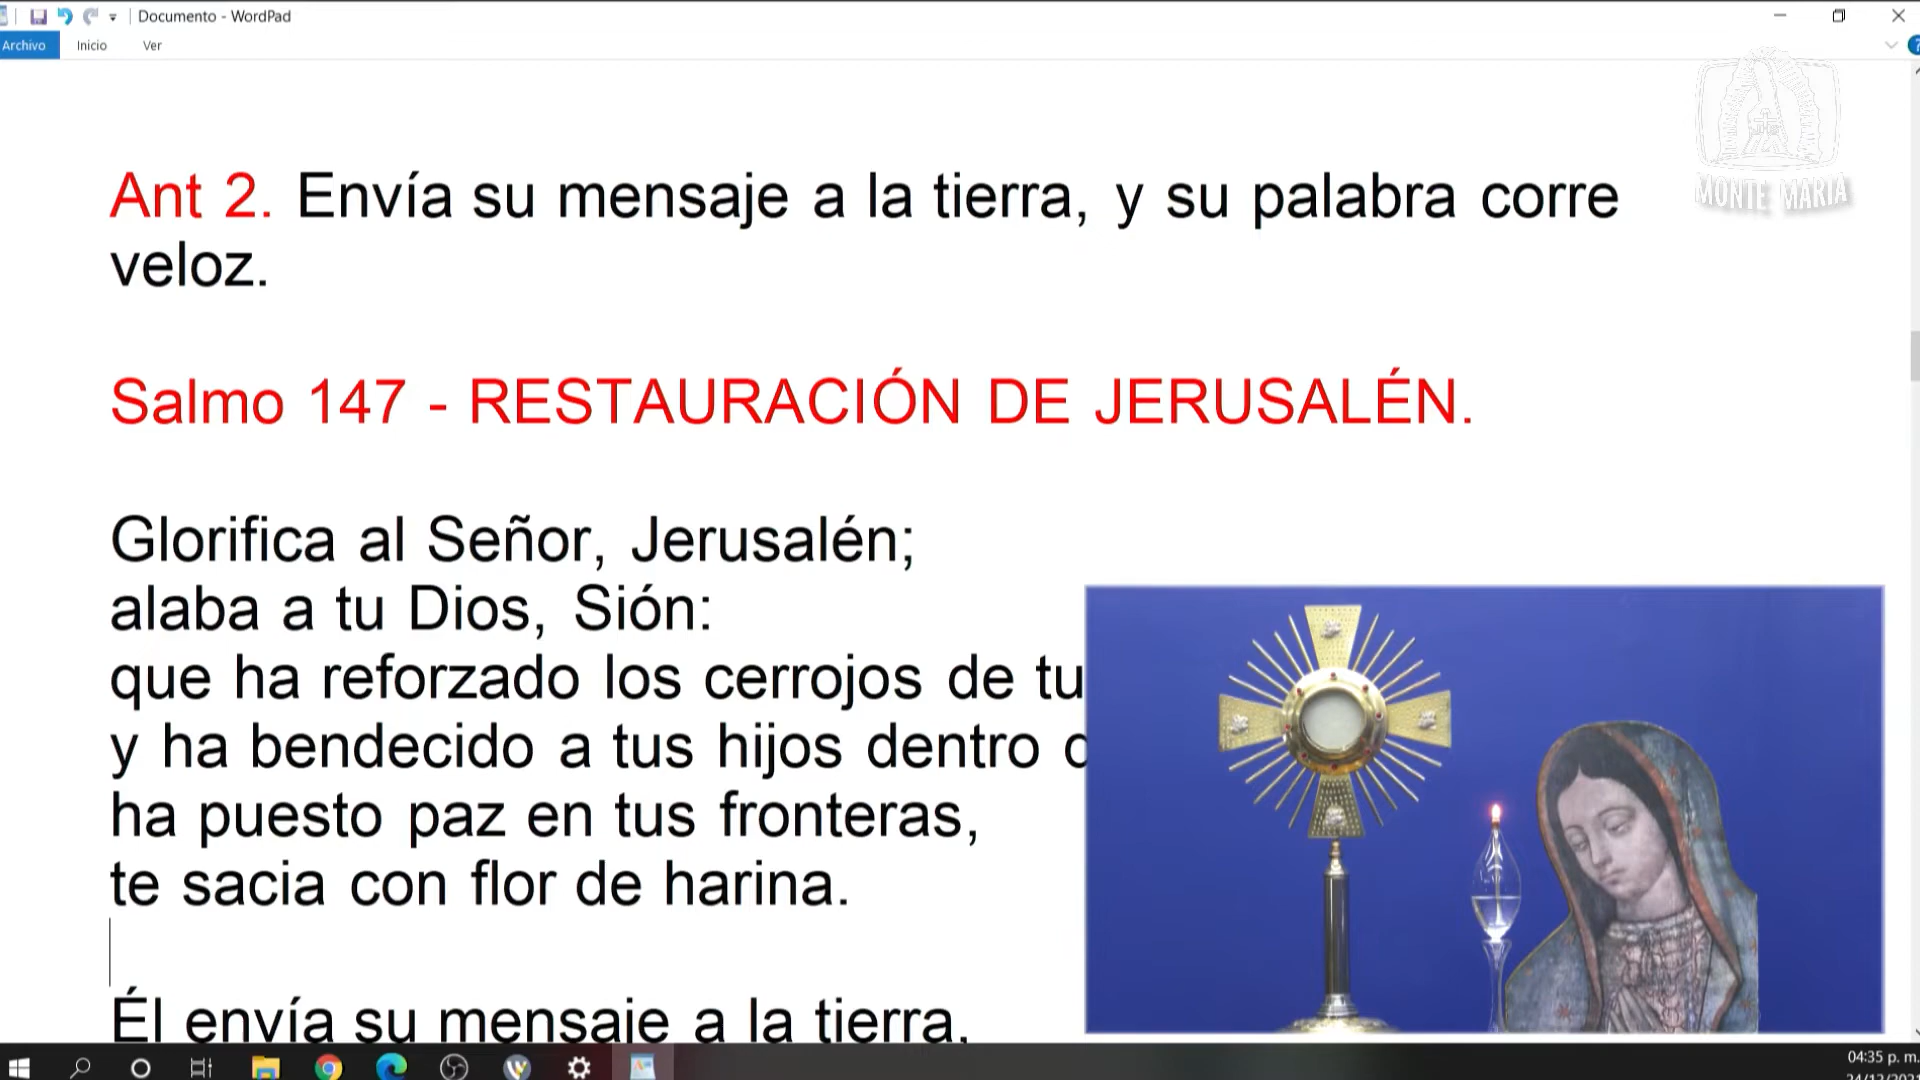 Documento - WordPad
Archivo Inicio Ver
MONTE MARIA
Ant 2. Envía su mensaje a la tierra, y su palabra corre
veloz.
Salmo 147 - RESTAURACIÓN DE JERUSALÉN.
Glorifica al Señor, Jerusalén;
alaba a tu Dios, Sión:
que ha reforzado los cerrojos de tu
y ha bendecido a tus hijos dentro
ha puesto paz en tus fronteras,
te sacia con flor de harina.
Él envía su mensaje a la tierra,
04:35 p. m.